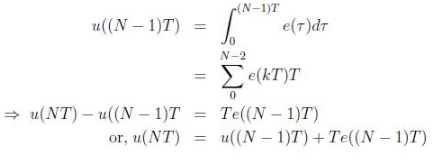 u((N − 1)T) = ∫₀^(N−1)T e(τ)dτ
= ∑₀^N−2 e(kT)T
⇒ u(NT) − u((N − 1)T = Te((N − 1)T)
or, u(NT) = u((N − 1)T) + Te((N − 1)T)